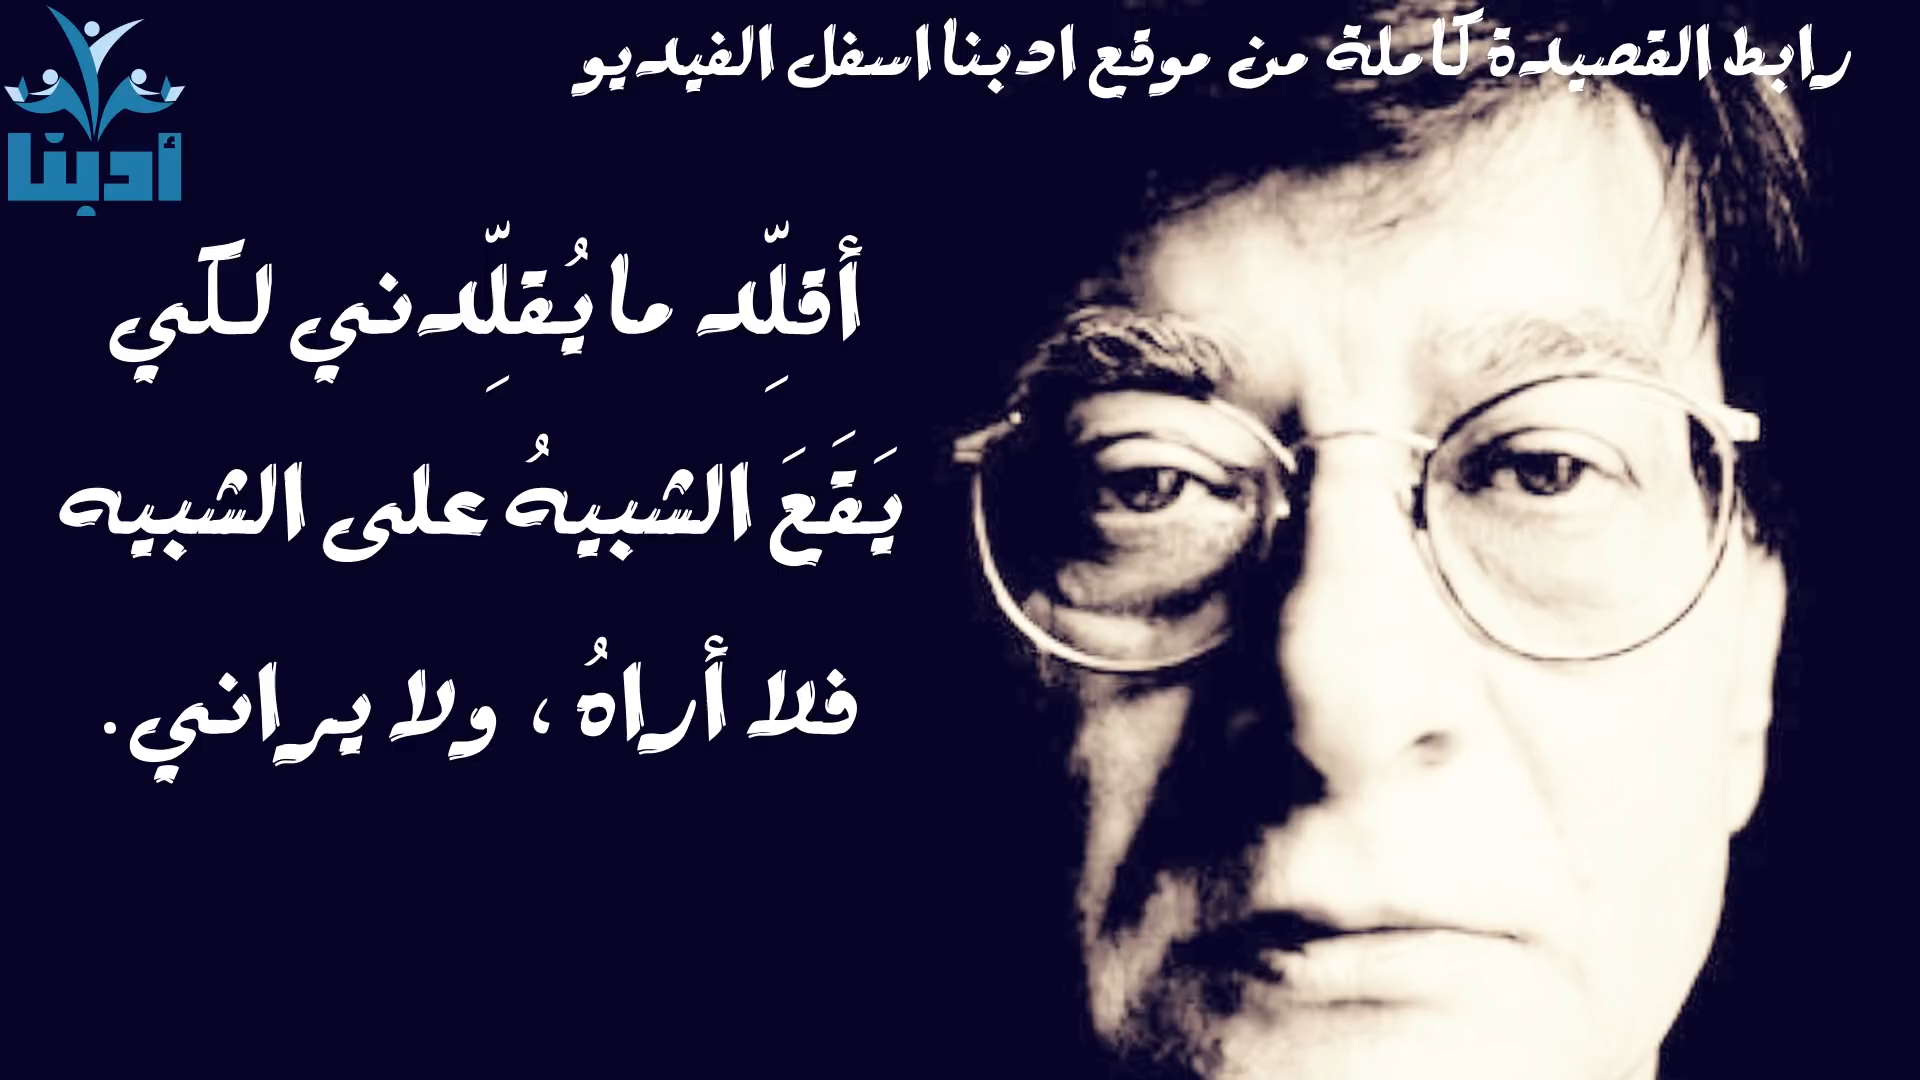 رابط القصيدة كاملة من موقع ادبنا اسفل الفيديو
أدبنا
أقلِّد ما يُقلِّدني لكي
يَقَعَ الشبيهُ على الشبيه
فلا أراهُ ، ولا يراني.